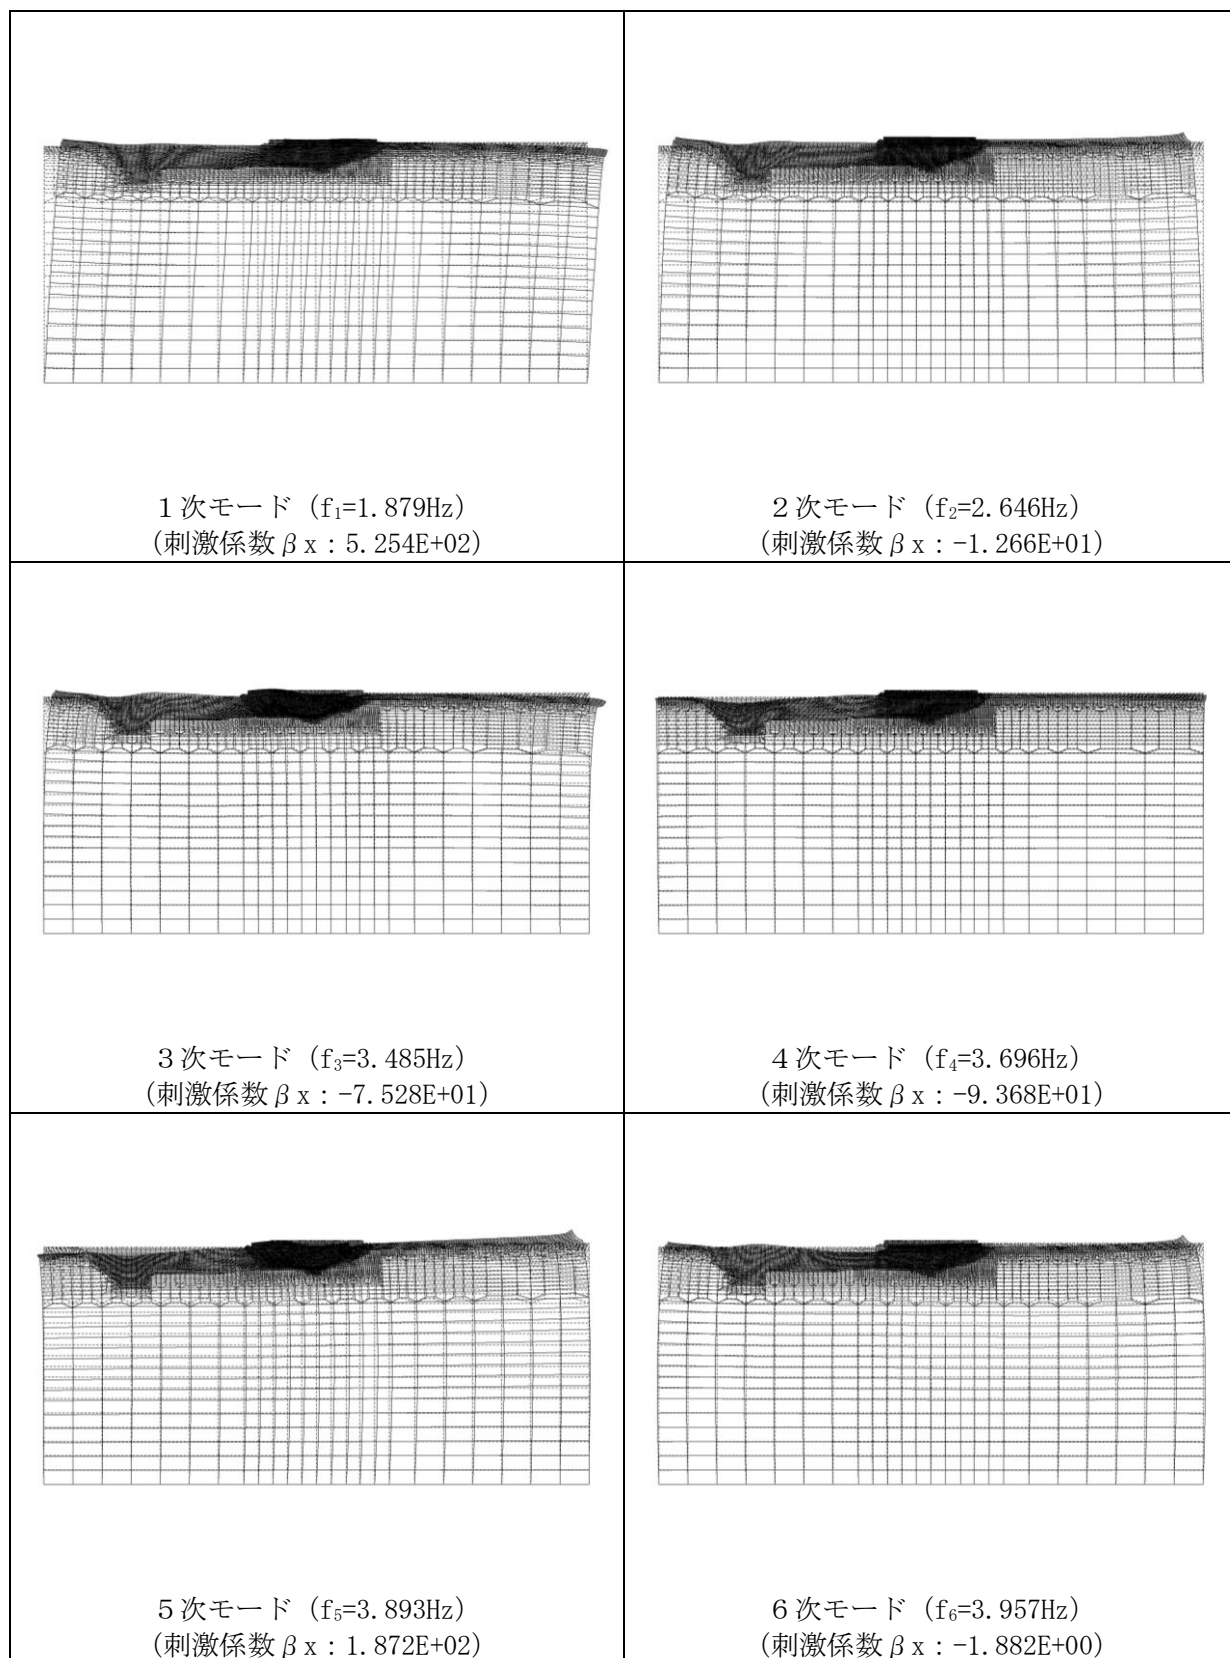 1次モード (f₁=1.879Hz)
(刺激係数βx:5.254E+02)
2次モード (f₂=2.646Hz)
(刺激係数βx:-1.266E+01)
3次モード (f₃=3.485Hz)
(刺激係数βx:-7.528E+01)
4次モード (f₄=3.696Hz)
(刺激係数βx:-9.368E+01)
5次モード (f₅=3.893Hz)
(刺激係数βx:1.872E+02)
6次モード (f₆=3.957Hz)
(刺激係数βx:-1.882E+00)